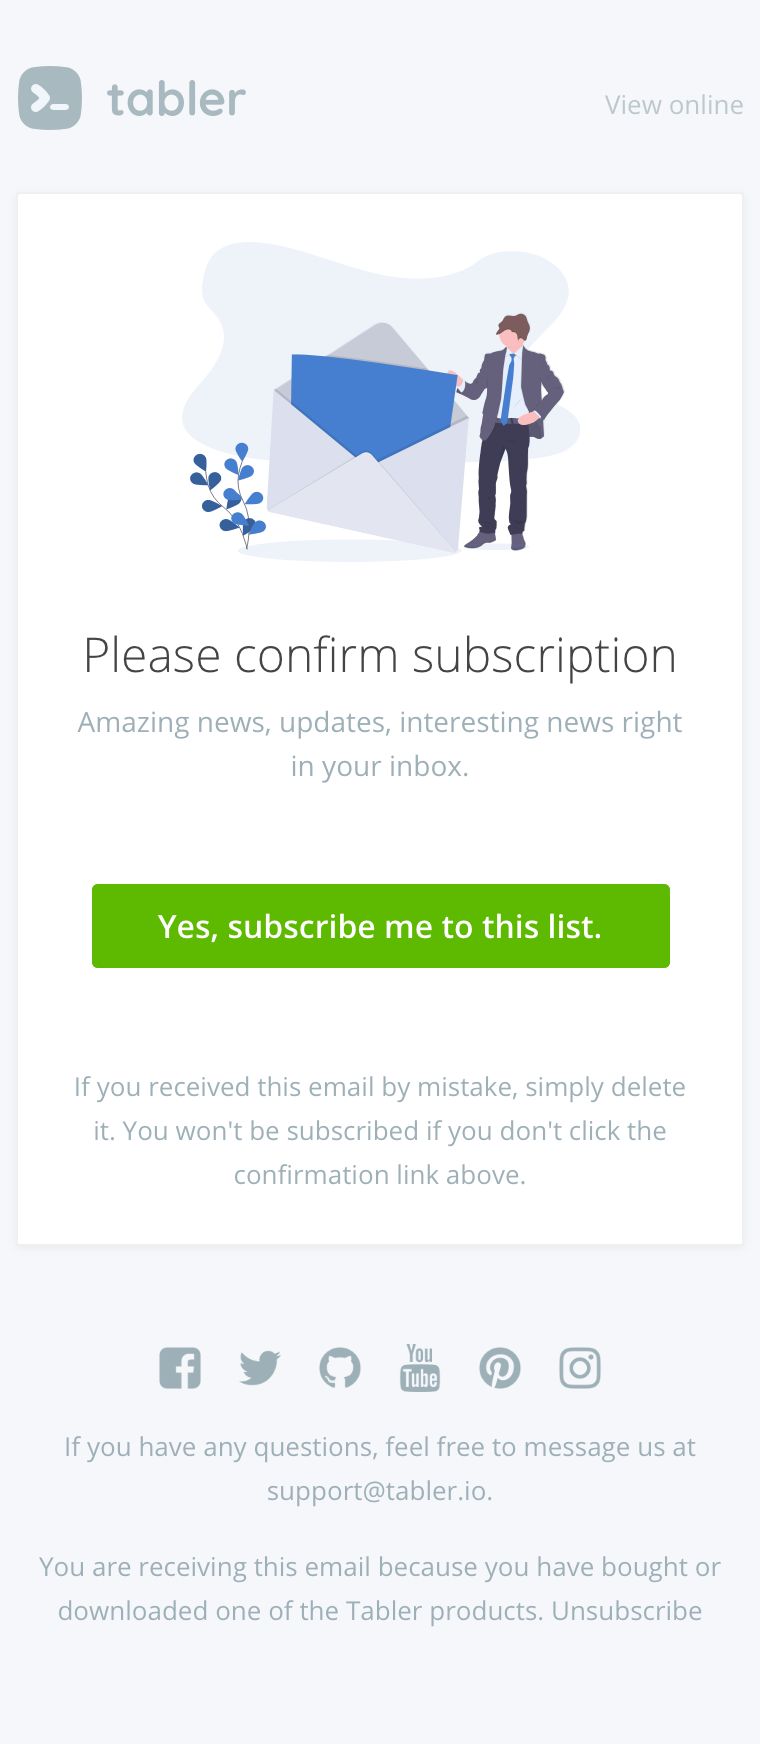 tabler
View online
Please confirm subscription
Amazing news, updates, interesting news right
in your inbox.
Yes, subscribe me to this list.
If you received this email by mistake, simply delete
it. You won't be subscribed if you don't click the
confirmation link above.
You
Tube
If you have any questions, feel free to message us at
support@tabler.io.
You are receiving this email because you have bought or
downloaded one of the Tabler products. Unsubscribe